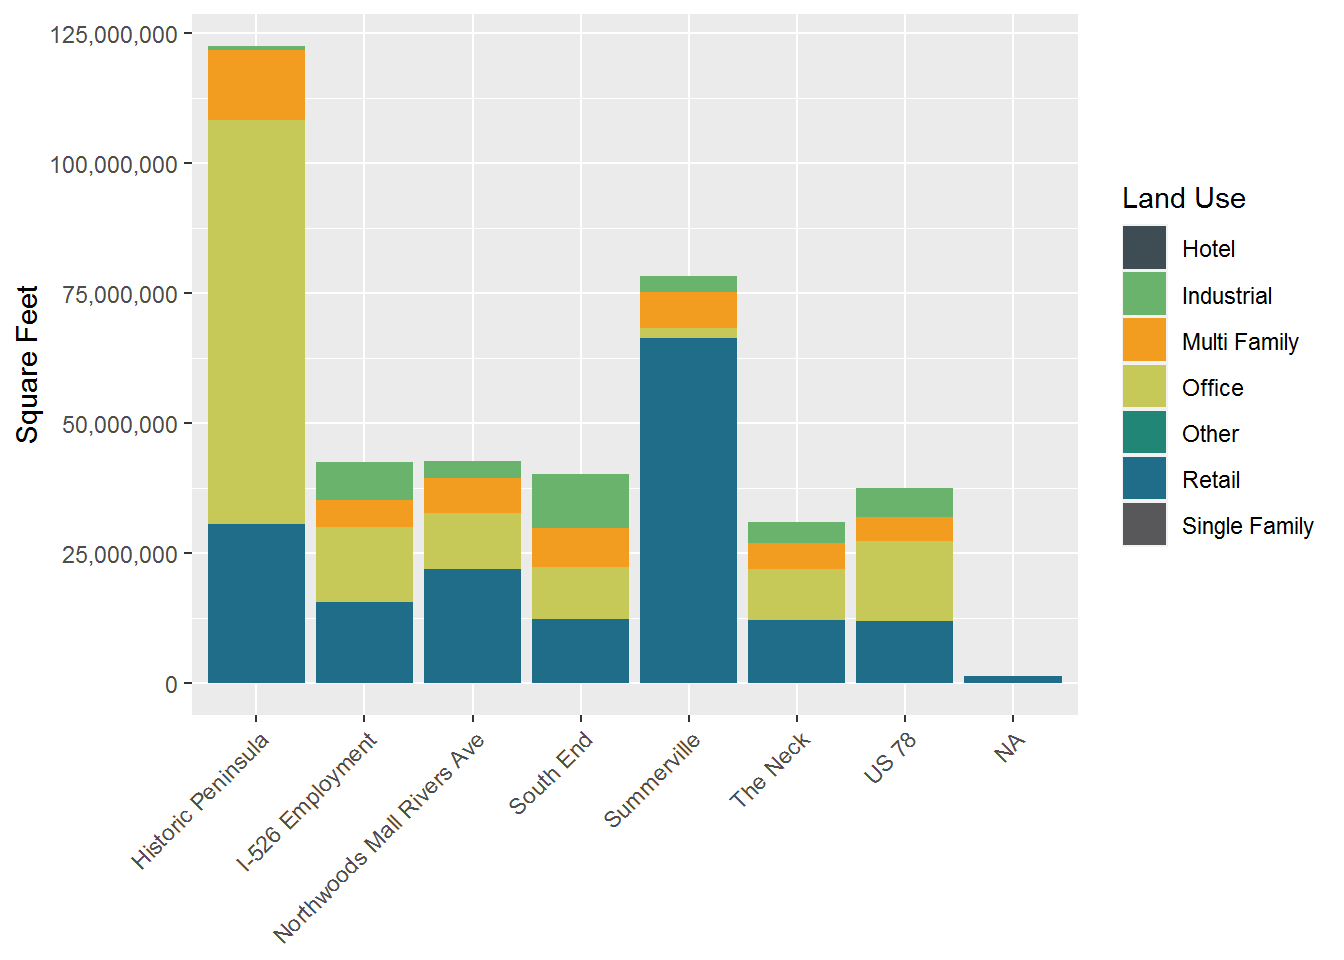 125,000,000
100,000,000
75,000,000
50,000,000
25,000,000
0
Square Feet
Historic Peninsula
I-526 Employment
Northwoods Mall Rivers Ave
South End
Summerville
The Neck
US 78
NA
Land Use
Hotel
Industrial
Multi Family
Office
Other
Retail
Single Family